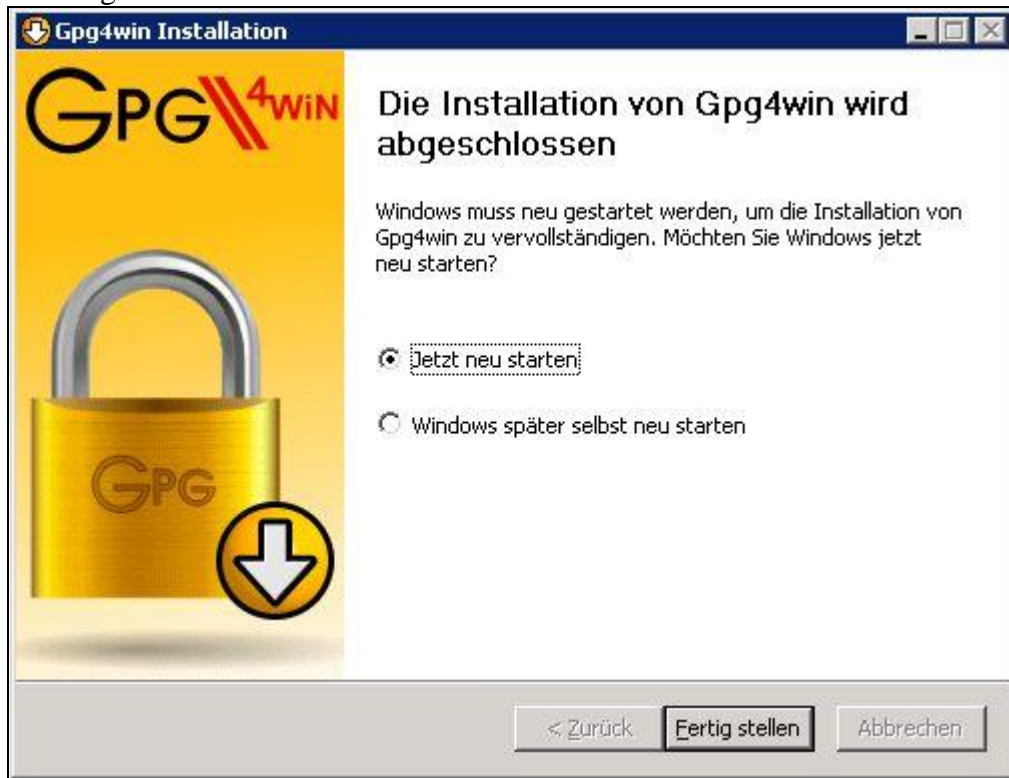 Gpg4win Installation
GPG4WiN
Die Installation von Gpg4win wird
abgeschlossen
Windows muss neu gestartet werden, um die Installation von
Gpg4win zu vervollständigen. Möchten Sie Windows jetzt
neu starten?
Jetzt neu starten
Windows später selbst neu starten
GPG
< Zurück
Fertig stellen
Abbrechen